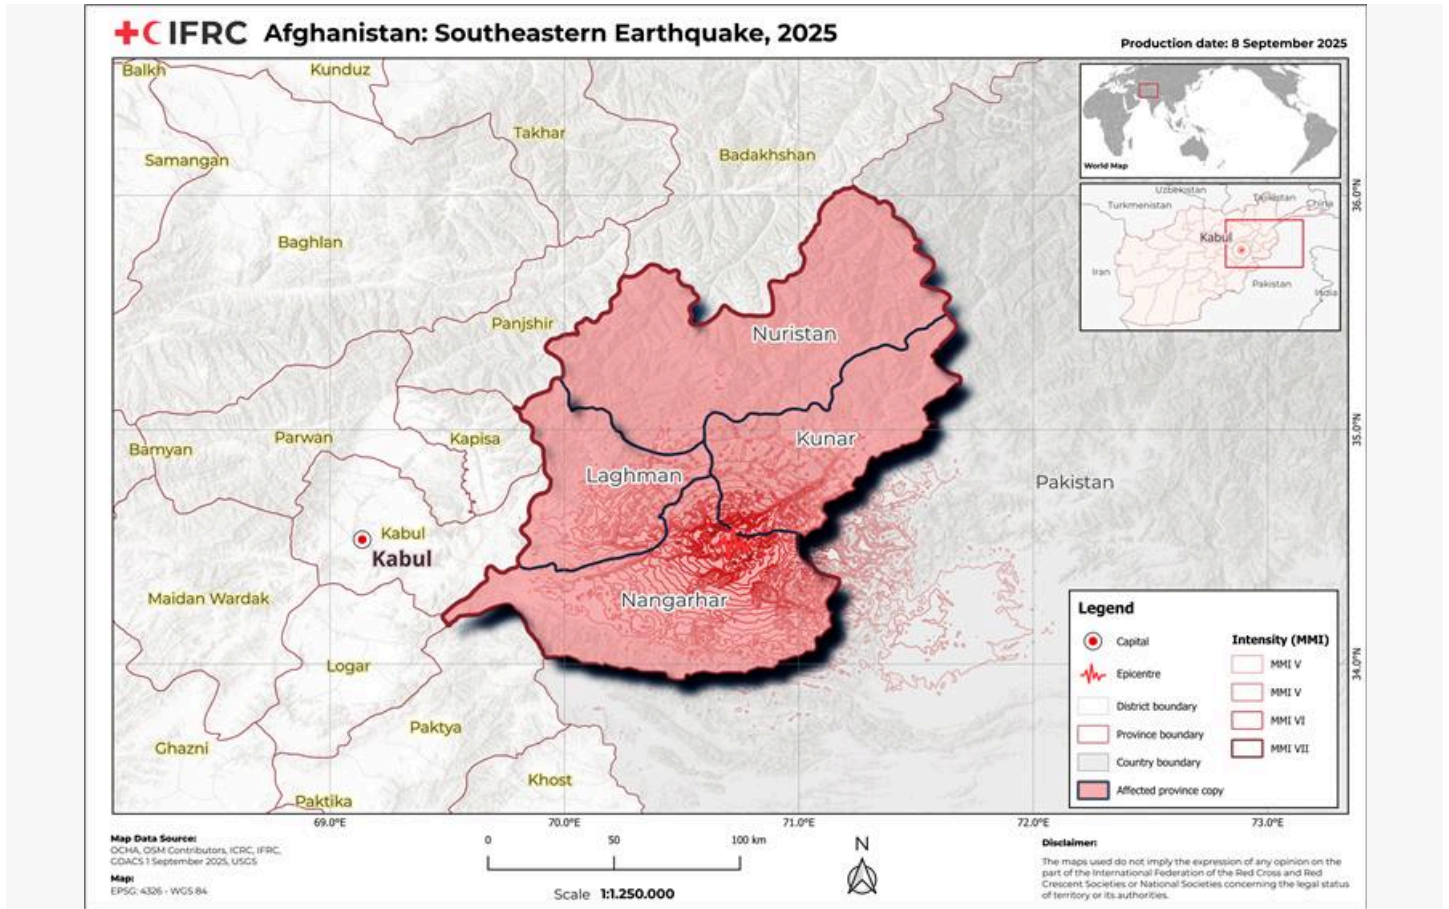 IFRC Afghanistan: Southeastern Earthquake, 2025
Production date: 8 September 2025
Balkh
Kunduz
Takhar
Badakhshan
Samangan
Baghlan
Panjshir
Nuristan
Parwan
Kapisa
Kunar
Bamyan
Laghman
Pakistan
Kabul
Kabul
Maidan Wardak
Nangarhar
Logar
Paktya
Ghazni
Khost
Paktika
World Map
Uzbekistan
Tajikistan
Turkmenistan
China
Kabul
Iran
Pakistan
India
36.0°N
35.0°N
34.0°N
69.0°E
70.0°E
71.0°E
72.0°E
73.0°E
Legend
Capital
Epicentre
District boundary
Province boundary
Country boundary
Affected province copy
Intensity (MMI)
MMI V
MMI V
MMI VI
MMI VII
Map Data Source:
OCHA, OSM Contributors, ICRC, IFRC,
GDACS 1 September 2025, USGS
Map:
EPSG: 4326 - WGS 84
0 50 100 km
Scale 1:1.250.000
N
Disclaimer:
The maps used do not imply the expression of any opinion on the
part of the International Federation of the Red Cross and Red
Crescent Societies or National Societies concerning the legal status
of territory or its authorities.